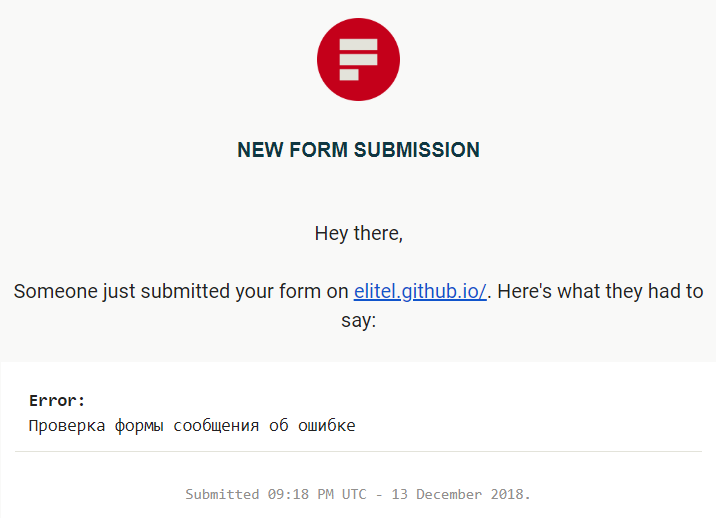 NEW FORM SUBMISSION
Hey there,
Someone just submitted your form on elitel.github.io/. Here's what they had to
say:
Error:
Проверка формы сообщения об ошибке
Submitted 09:18 PM UTC - 13 December 2018.